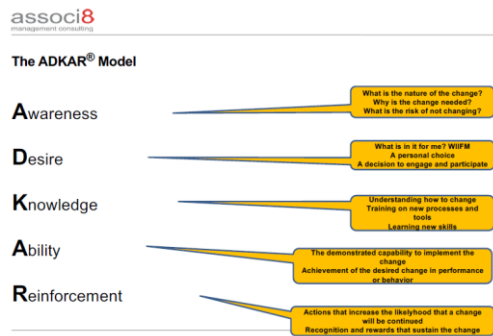 associ8
management consulting
The ADKAR® Model
Awareness
What is the nature of the change?
Why is the change needed?
What is the risk of not changing?
Desire
What is in it for me? WIIFM
A personal choice
A decision to engage and participate
Knowledge
Understanding how to change
Training on new processes and
tools
Learning new skills
Ability
The demonstrated capability to implement the
change
Achievement of the desired change in performance
or behavior
Reinforcement
Actions that increase the likelyhood that a change
will be continued
Recognition and rewards that sustain the change